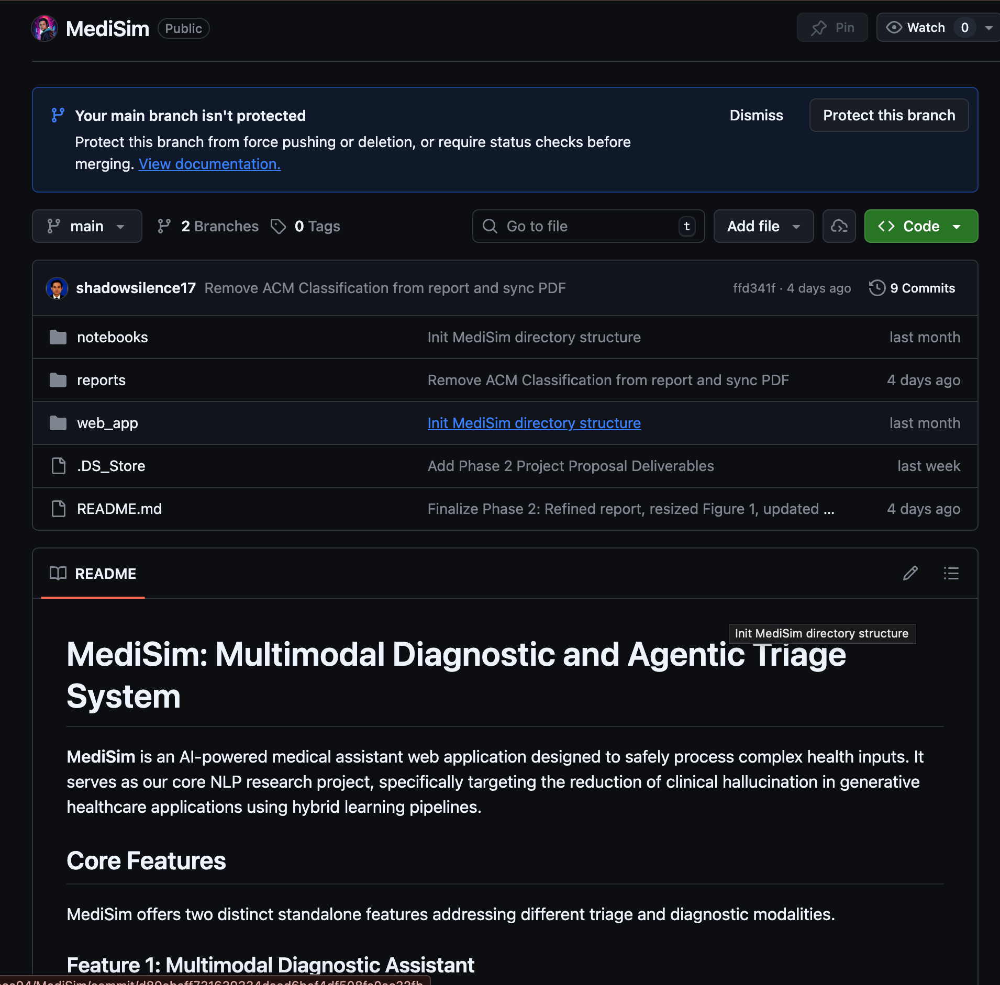 MediSim Public
Pin
Watch 0
Your main branch isn't protected
Dismiss
Protect this branch
Protect this branch from force pushing or deletion, or require status checks before
merging. View documentation.
main
2 Branches
0 Tags
Go to file
t
Add file
Code
shadowsilence17 Remove ACM Classification from report and sync PDF
ffd341f · 4 days ago
9 Commits
notebooks
Init MediSim directory structure
last month
reports
Remove ACM Classification from report and sync PDF
4 days ago
web_app
Init MediSim directory structure
last month
.DS_Store
Add Phase 2 Project Proposal Deliverables
last week
README.md
Finalize Phase 2: Refined report, resized Figure 1, updated ...
4 days ago
README
Init MediSim directory structure
MediSim: Multimodal Diagnostic and Agentic Triage
System
MediSim is an AI-powered medical assistant web application designed to safely process complex health inputs. It
serves as our core NLP research project, specifically targeting the reduction of clinical hallucination in generative
healthcare applications using hybrid learning pipelines.
Core Features
MediSim offers two distinct standalone features addressing different triage and diagnostic modalities.
Feature 1: Multimodal Diagnostic Assistant